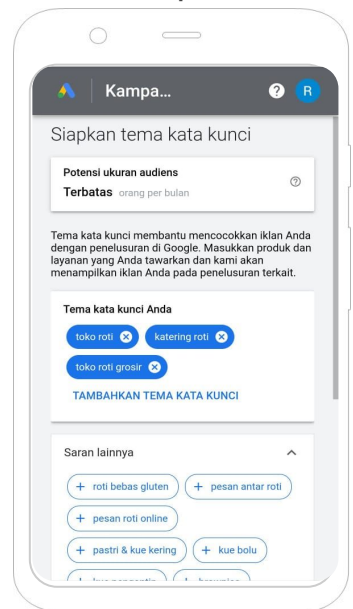 Kampa...
?
R
Siapkan tema kata kunci
Potensi ukuran audiens
Terbatas orang per bulan
?
Tema kata kunci membantu mencocokkan iklan Anda
dengan penelusuran di Google. Masukkan produk dan
layanan yang Anda tawarkan dan kami akan
menampilkan iklan Anda pada penelusuran terkait.
Tema kata kunci Anda
toko roti
katering roti
toko roti grosir
TAMBAHKAN TEMA KATA KUNCI
Saran lainnya
+ roti bebas gluten + pesan antar roti
+ pesan roti online
+ pastri & kue kering + kue bolu